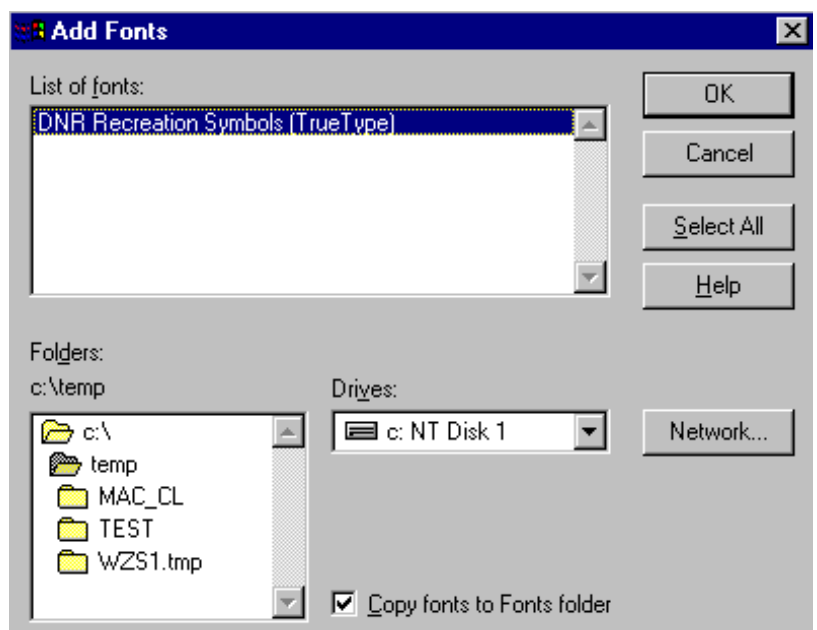 Add Fonts
List of fonts:
DNR Recreation Symbols (TrueType)
OK
Cancel
Select All
Help
Folders:
c:\temp
c:\
temp
MAC_CL
TEST
WZS1.tmp
Drives:
c: NT Disk 1
Network...
Copy fonts to Fonts folder